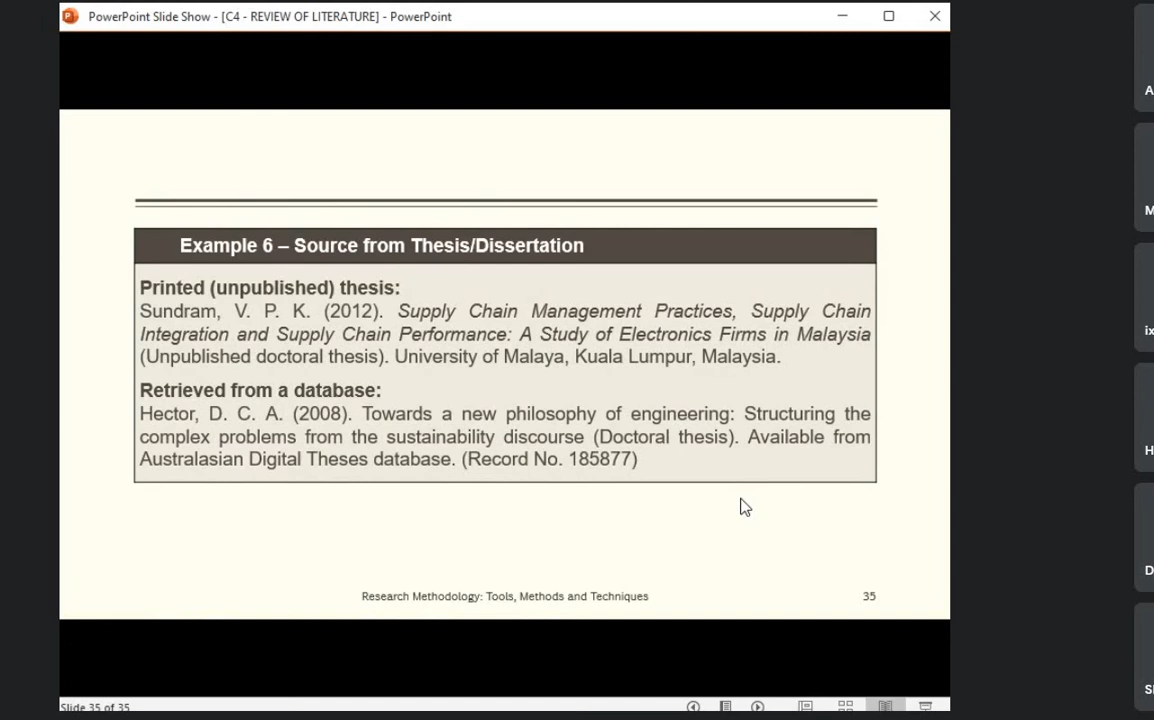 PowerPoint Slide Show - [C4 - REVIEW OF LITERATURE] - PowerPoint
Example 6 – Source from Thesis/Dissertation
Printed (unpublished) thesis:
Sundram, V. P. K. (2012). Supply Chain Management Practices, Supply Chain
Integration and Supply Chain Performance: A Study of Electronics Firms in Malaysia
(Unpublished doctoral thesis). University of Malaya, Kuala Lumpur, Malaysia.
Retrieved from a database:
Hector, D. C. A. (2008). Towards a new philosophy of engineering: Structuring the
complex problems from the sustainability discourse (Doctoral thesis). Available from
Australasian Digital Theses database. (Record No. 185877)
Research Methodology: Tools, Methods and Techniques 35
Slide 35 of 35
A
M
ix
H
D